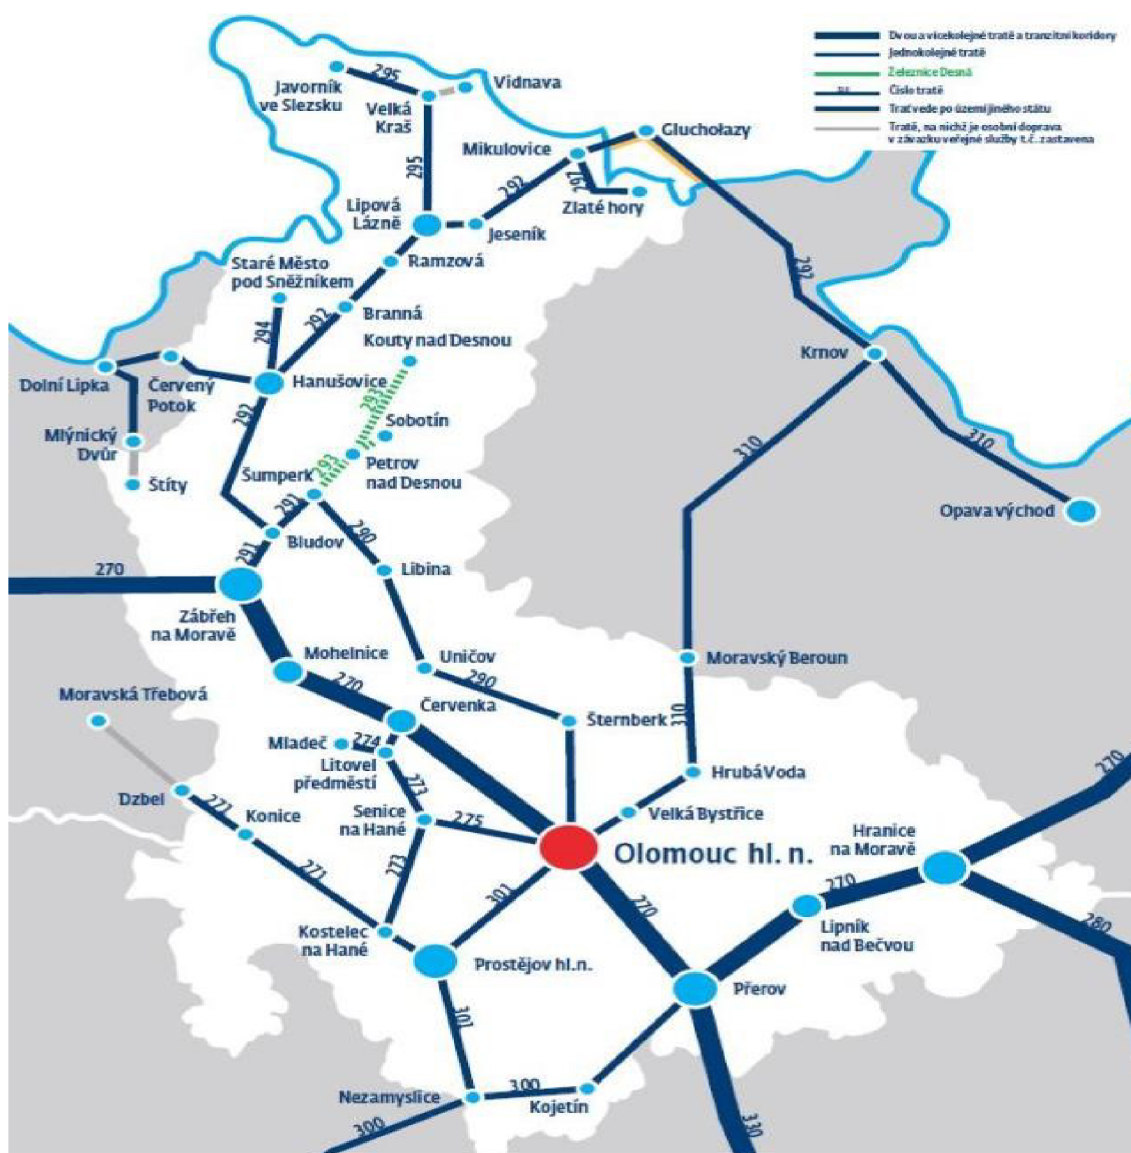 Dvou a vícekolejné tratě a tranzitní koridory
Jednokolejné tratě
Železnice Desná
Číslo tratě
Trať vede po území jiného státu
Tratě, na nichž je osobní doprava
v závazku veřejné služby t.č. zastavena
295
Javorník
ve Slezsku
Vidnava
Velká
Kraš
Glucholazy
Mikulovice
295
292
292
Zlaté hory
Lipová
Lázně
Jeseník
Ramzová
Staré Město
pod Sněžníkem
292
294
292
Branná
Kouty nad Desnou
Krnov
Dolní Lipka
Červený
Potok
Hanušovice
293
292
Sobotín
Mlýnický
Dvůr
310
310
293
Petrov
nad Desnou
Šumperk
Štíty
291
290
Opava východ
Bludov
291
270
Libina
Zábřeh
na Moravě
Mohelnice
Uničov
290
Moravský Beroun
270
Moravská Třebová
Červenka
Šternberk
310
Mladeč
274
Litovel
předměstí
273
Hrubá Voda
270
Dzbel
271
Konice
Senice
na Hané
275
Velká Bystřice
Hranice
na Moravě
Olomouc hl. n.
271
273
301
270
270
Kostelec
na Hané
Lipník
nad Bečvou
280
Prostějov hl.n.
Přerov
301
Nezamyslice
300
Kojetín
300
330